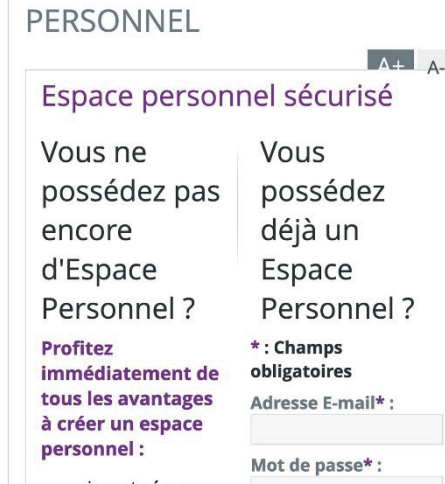 PERSONNEL
A+ A-
Espace personnel sécurisé
Vous ne
possédez pas
encore
d'Espace
Personnel ?
Profitez
immédiatement de
tous les avantages
à créer un espace
personnel :
Vous
possédez
déjà un
Espace
Personnel ?
* : Champs
obligatoires
Adresse E-mail* :
Mot de passe* :